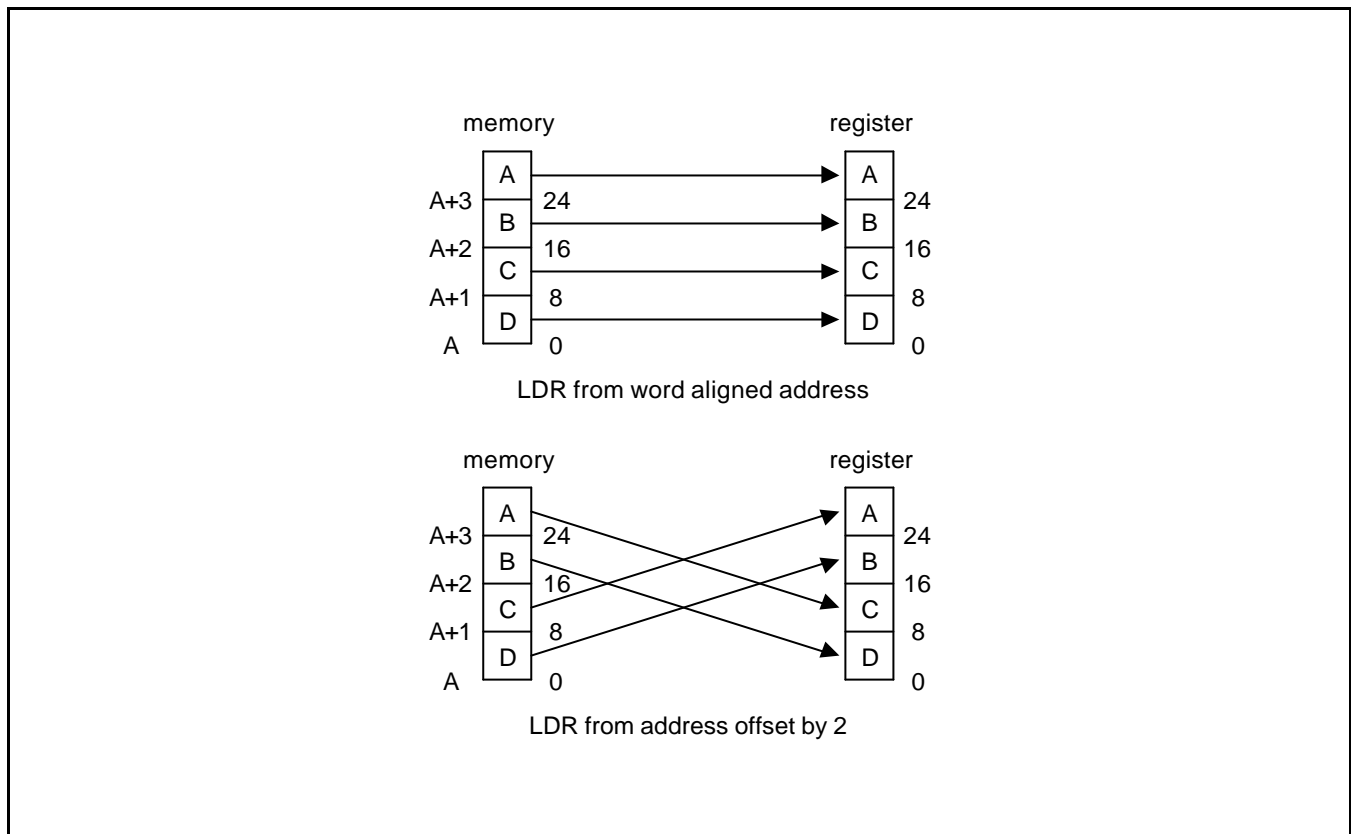 memory register
A A
A+3 24 24
B B
A+2 16 16
C C
A+1 8 8
D D
A 0 0
LDR from word aligned address
memory register
A A
A+3 24 24
B B
A+2 16 16
C C
A+1 8 8
D D
A 0 0
LDR from address offset by 2